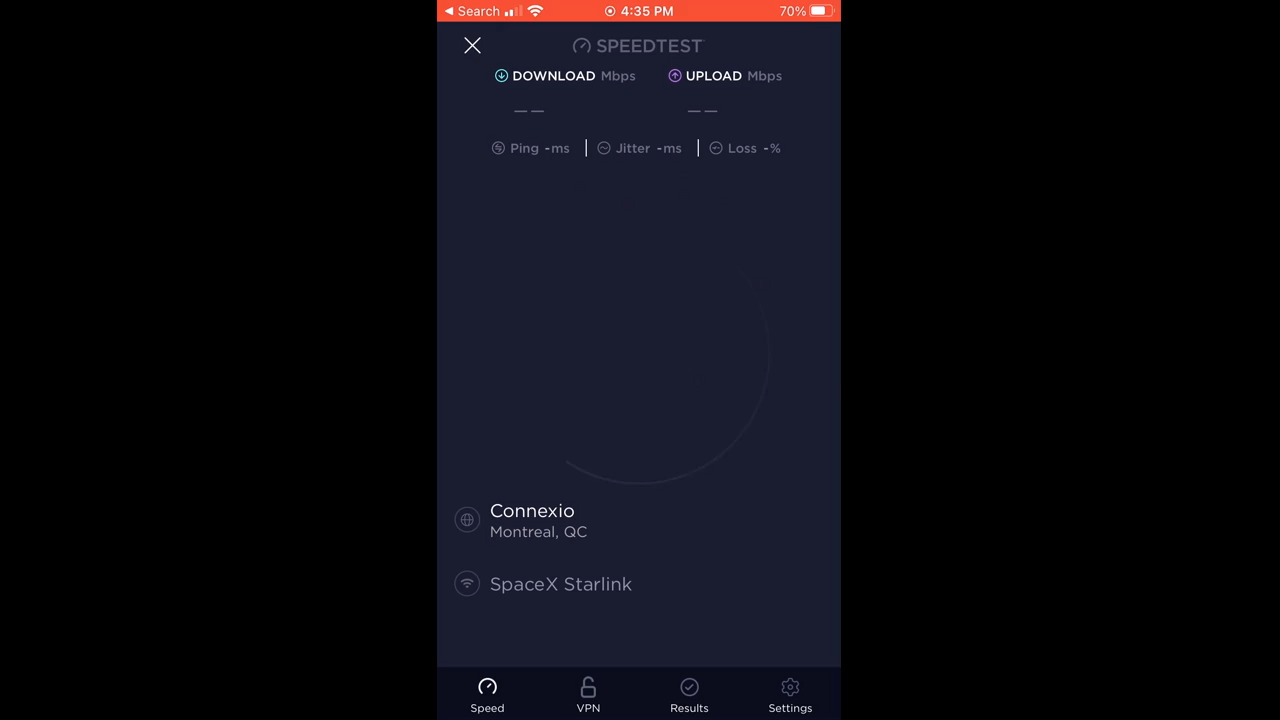 Search 4:35 PM 70%
SPEEDTEST
DOWNLOAD Mbps UPLOAD Mbps
— — — —
Ping -ms Jitter -ms Loss -%
Connexio
Montreal, QC
SpaceX Starlink
Speed VPN Results Settings